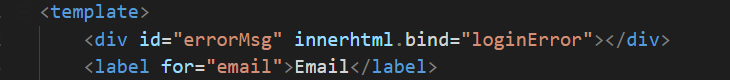 <template>
<div id="errorMsg" innerhtml.bind="loginError"></div>
<label for="email">Email</label>